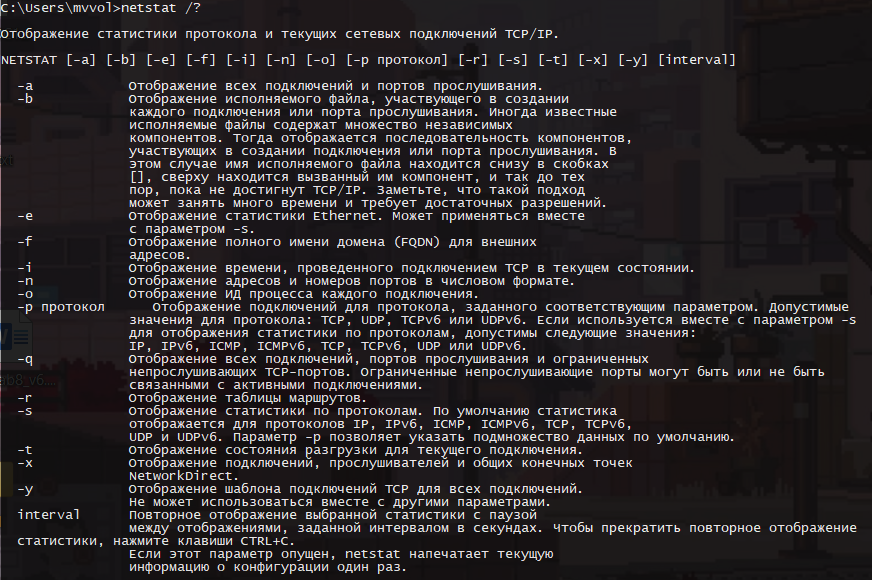 C:\Users\mvvol>netstat /?
Отображение статистики протокола и текущих сетевых подключений TCP/IP.
NETSTAT [-a] [-b] [-e] [-f] [-i] [-n] [-o] [-p протокол] [-r] [-s] [-t] [-x] [-y] [interval]
-a Отображение всех подключений и портов прослушивания.
-b Отображение исполняемого файла, участвующего в создании
каждого подключения или порта прослушивания. Иногда известные
исполняемые файлы содержат множество независимых
компонентов. Тогда отображается последовательность компонентов,
участвующих в создании подключения или порта прослушивания. В
этом случае имя исполняемого файла находится снизу в скобках
[], сверху находится вызванный им компонент, и так до тех
пор, пока не достигнут TCP/IP. Заметьте, что такой подход
может занять много времени и требует достаточных разрешений.
-e Отображение статистики Ethernet. Может применяться вместе
с параметром -s.
-f Отображение полного имени домена (FQDN) для внешних
адресов.
-i Отображение времени, проведенного подключением TCP в текущем состоянии.
-n Отображение адресов и номеров портов в числовом формате.
-o Отображение ИД процесса каждого подключения.
-p протокол Отображение подключений для протокола, заданного соответствующим параметром. Допустимые
значения для протокола: TCP, UDP, TCPv6 или UDPv6. Если используется вместе с параметром -s
для отображения статистики по протоколам, допустимы следующие значения:
IP, IPv6, ICMP, ICMPv6, TCP, TCPv6, UDP или UDPv6.
-q Отображение всех подключений, портов прослушивания и ограниченных
непрослушивающих TCP-портов. Ограниченные непрослушивающие порты могут быть или не быть
связанными с активными подключениями.
-r Отображение таблицы маршрутов.
-s Отображение статистики по протоколам. По умолчанию статистика
отображается для протоколов IP, IPv6, ICMP, ICMPv6, TCP, TCPv6,
UDP и UDPv6. Параметр -p позволяет указать подмножество данных по умолчанию.
-t Отображение состояния разгрузки для текущего подключения.
-x Отображение подключений, прослушивателей и общих конечных точек
NetworkDirect.
-y Отображение шаблона подключений TCP для всех подключений.
Не может использоваться вместе с другими параметрами.
interval Повторное отображение выбранной статистики с паузой
между отображениями, заданной интервалом в секундах. Чтобы прекратить повторное отображение
статистики, нажмите клавиши CTRL+C.
Если этот параметр опущен, netstat напечатает текущую
информацию о конфигурации один раз.